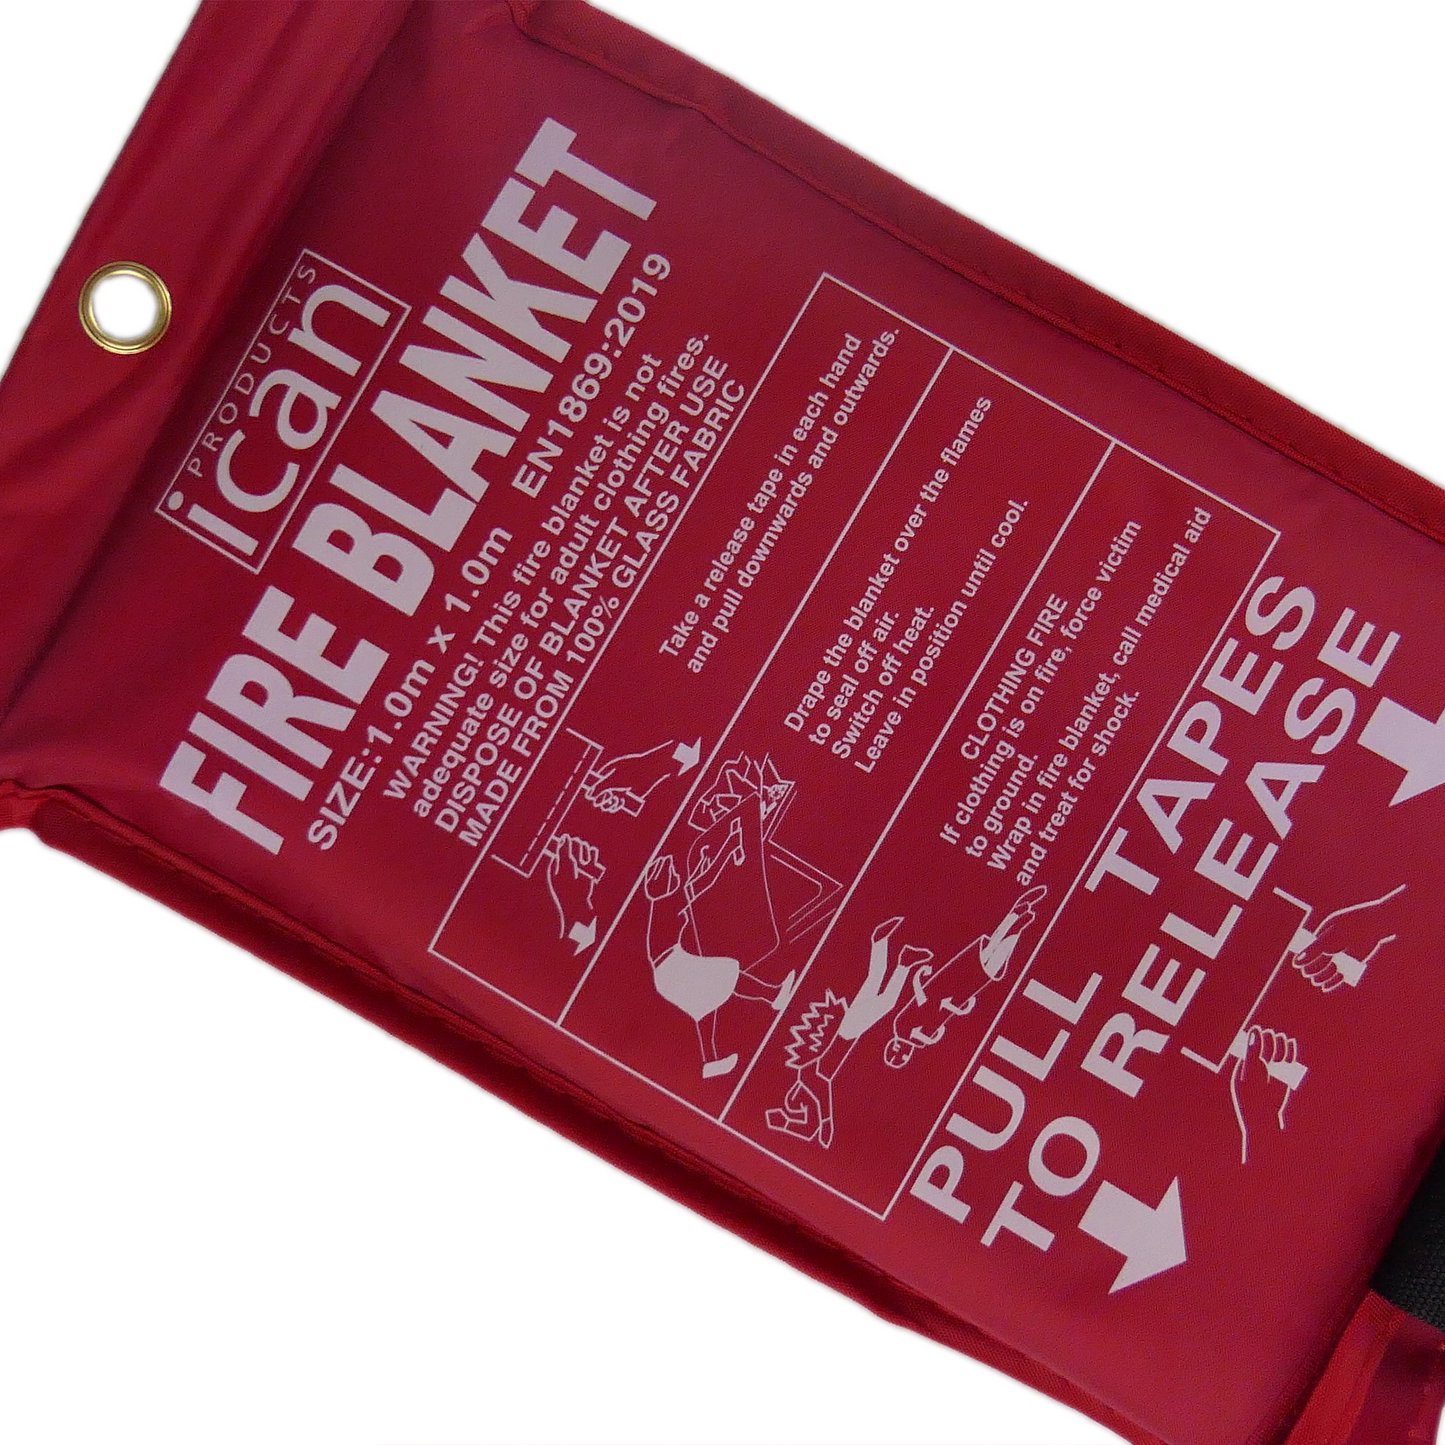 PRODUCTS
ican
FIRE BLANKET
SIZE:1.0m x 1.0m EN1869:2019
WARNING! This fire blanket is not
adequate size for adult clothing fires.
DISPOSE OF BLANKET AFTER USE
MADE FROM 100% GLASS FABRIC
Take a release tape in each hand
and pull downwards and outwards.
Drape the blanket over the flames
to seal off air.
Switch off heat.
Leave in position until cool.
CLOTHING FIRE
If clothing is on fire, force victim
to ground.
Wrap in fire blanket, call medical aid
and treat for shock.
PULL TAPES
TO RELEASE